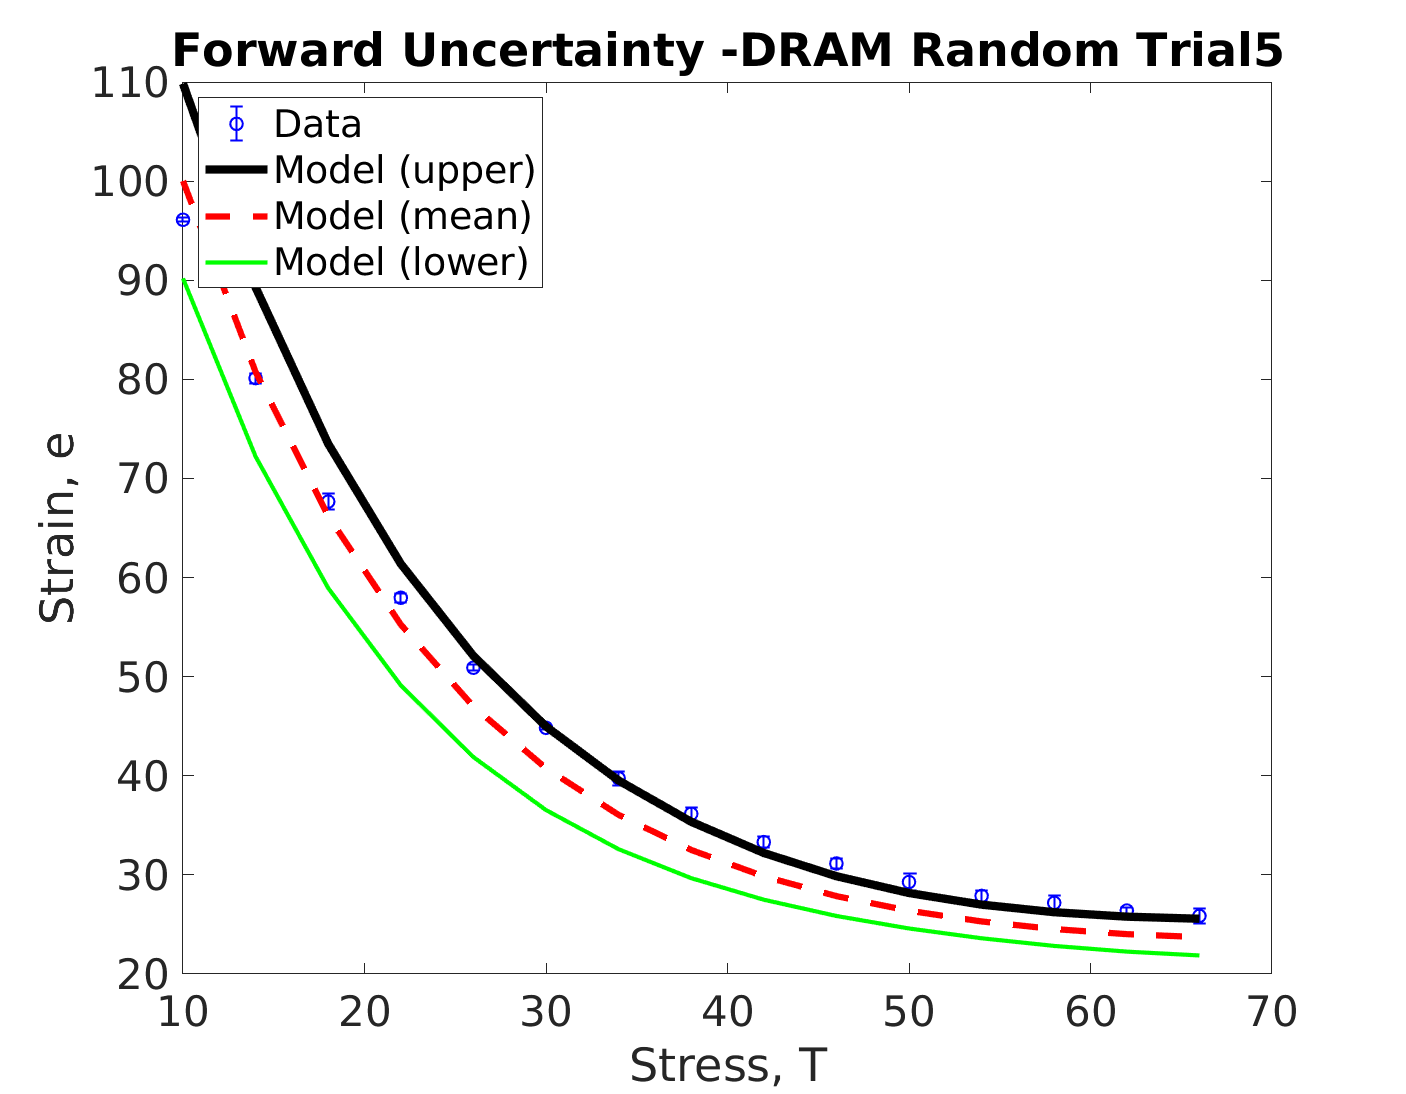 Forward Uncertainty -DRAM Random Trial5
110
100
90
80
70
60
50
40
30
20
Strain, e
Data
Model (upper)
Model (mean)
Model (lower)
10 20 30 40 50 60 70
Stress, T